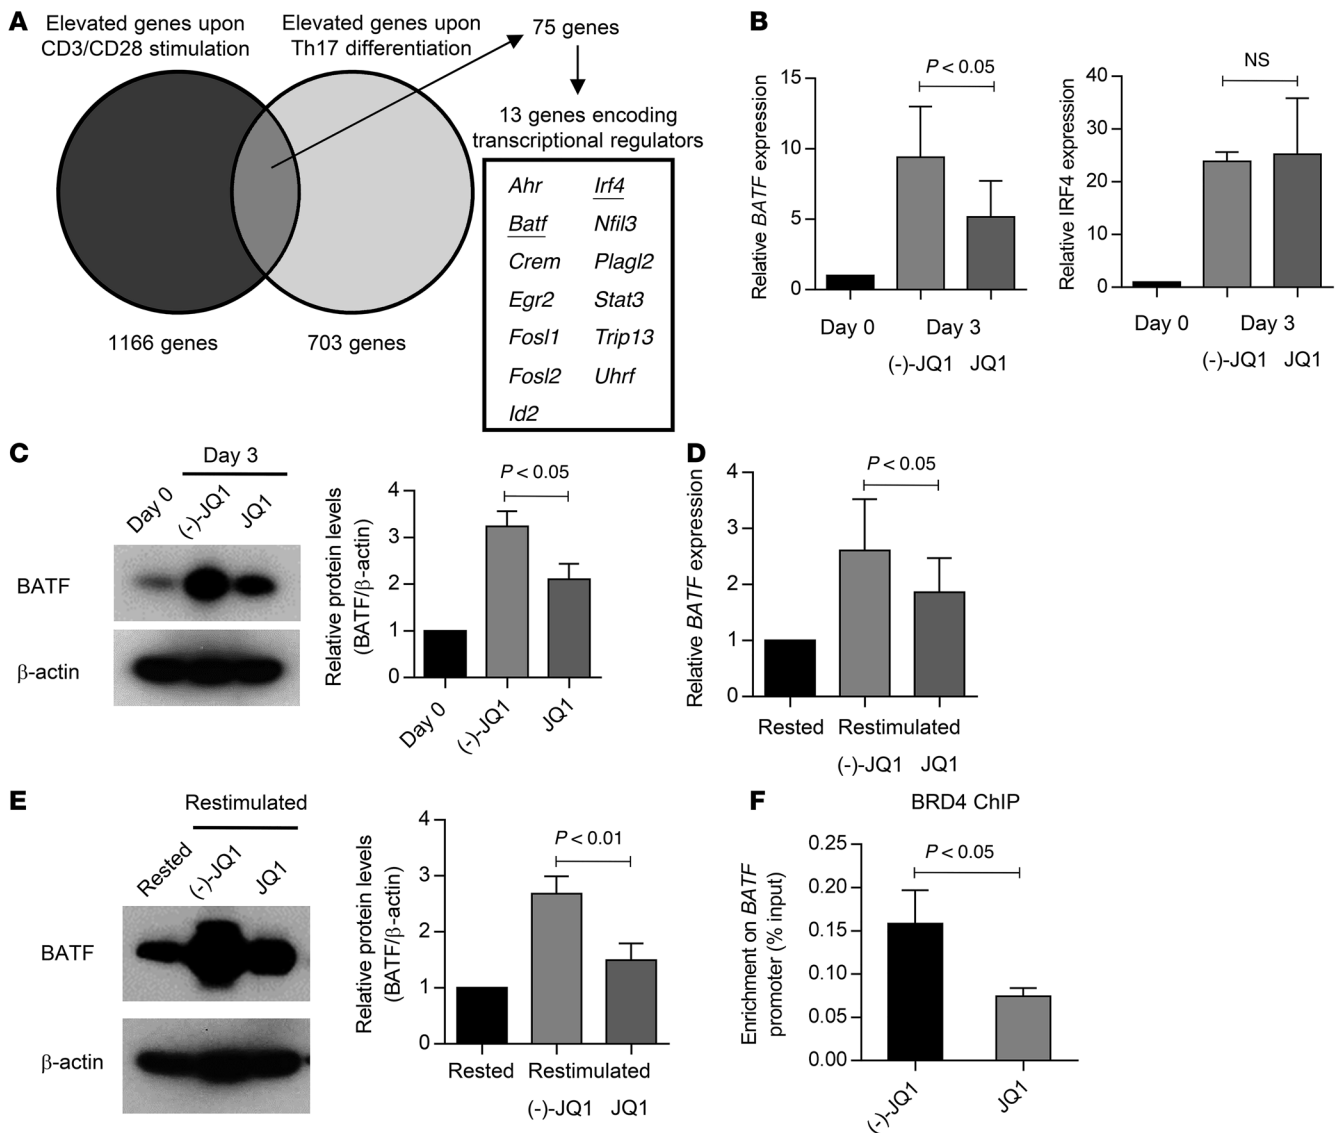 A
Elevated genes upon
CD3/CD28 stimulation
Elevated genes upon
Th17 differentiation
75 genes
13 genes encoding
transcriptional regulators
Ahr
Irf4
Batf
Nfil3
Crem
Plagl2
Egr2
Stat3
Fosl1
Trip13
Fosl2
Uhrf
Id2
1166 genes
703 genes
B
Relative BATF expression
15
10
5
0
P < 0.05
Day 0
Day 3
(-)-JQ1
JQ1
Relative IRF4 expression
40
30
20
10
0
NS
Day 0
Day 3
(-)-JQ1
JQ1
C
Day 3
Day 0
(-)-JQ1
JQ1
BATF
β-actin
Relative protein levels
(BATF/β-actin)
4
3
2
1
0
P < 0.05
Day 0
(-)-JQ1
JQ1
D
Relative BATF expression
4
3
2
1
0
P < 0.05
Rested
Restimulated
(-)-JQ1
JQ1
E
Restimulated
Rested
(-)-JQ1
JQ1
BATF
β-actin
Relative protein levels
(BATF/β-actin)
4
3
2
1
0
P < 0.01
Rested
Restimulated
(-)-JQ1
JQ1
F
BRD4 ChIP
Enrichment on BATF
promoter (% input)
0.25
0.20
0.15
0.10
0.05
0.00
P < 0.05
(-)-JQ1
JQ1